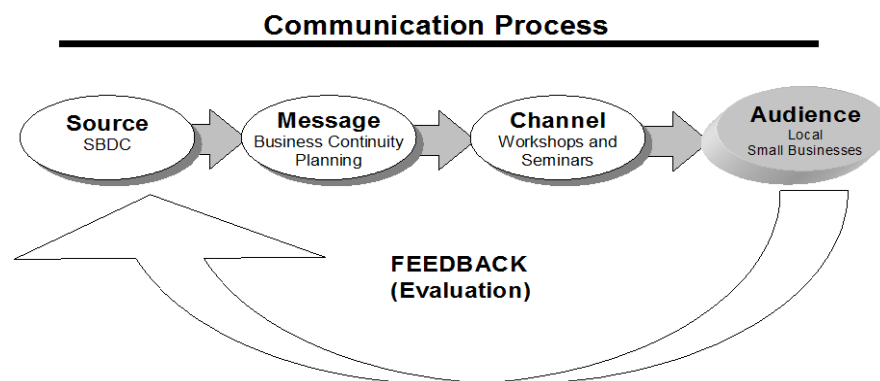 Communication Process
Source
SBDC
Message
Business Continuity
Planning
Channel
Workshops and
Seminars
Audience
Local
Small Businesses
FEEDBACK
(Evaluation)